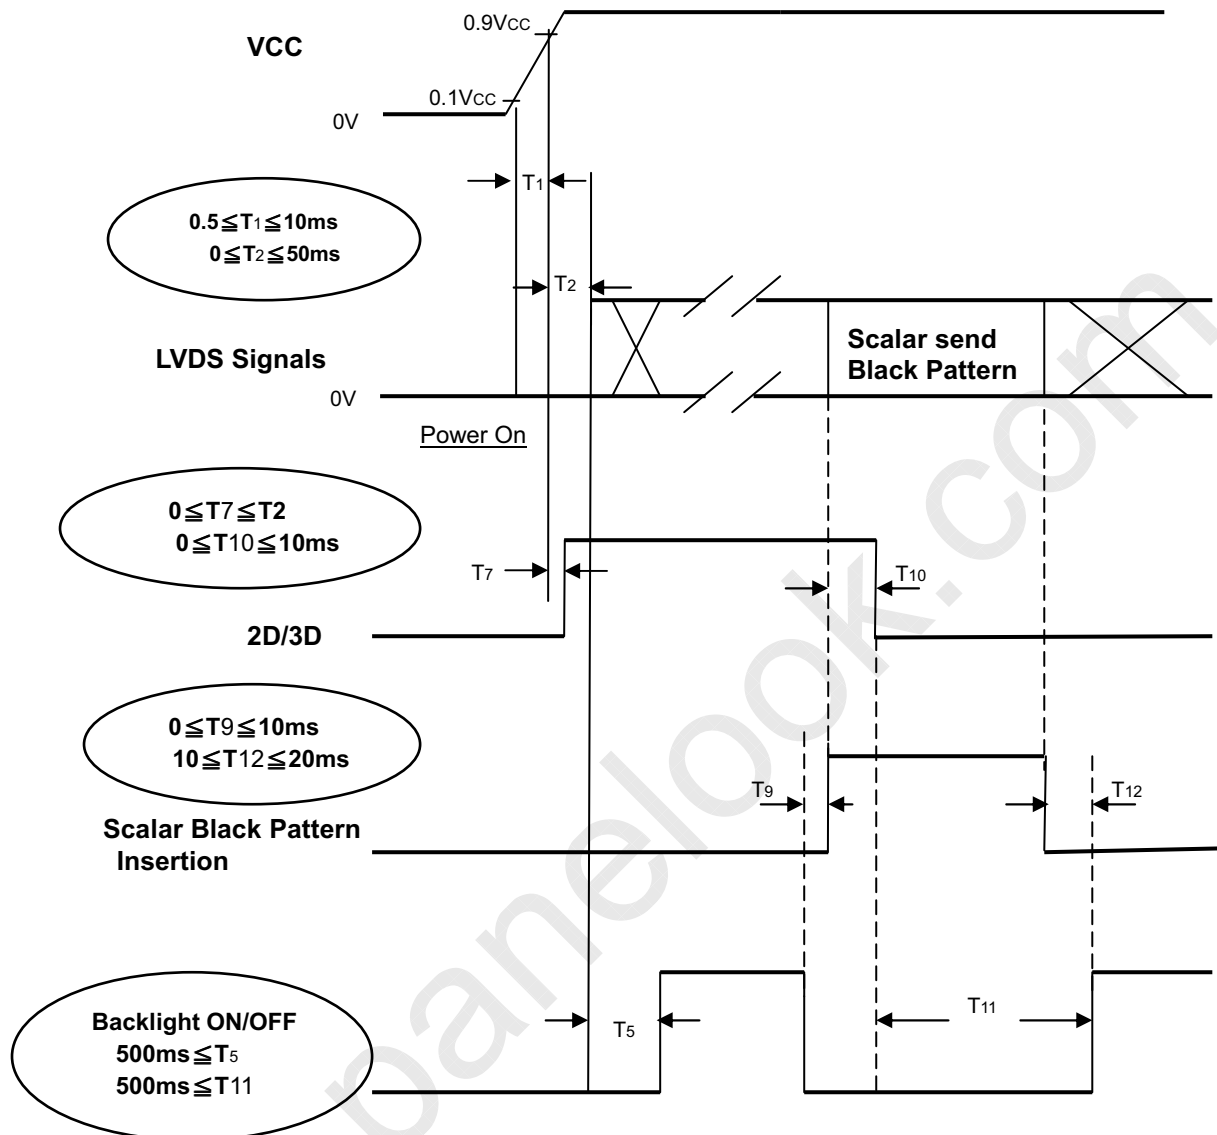 0.9Vcc
VCC
0.1Vcc
0V
T1
0.5≦T1≦10ms
0≦T2≦50ms
T2
LVDS Signals
Scalar send
Black Pattern
0V
Power On
0≦T7≦T2
0≦T10≦10ms
T7
T10
2D/3D
0≦T9≦10ms
10≦T12≦20ms
T9
T12
Scalar Black Pattern
Insertion
Backlight ON/OFF
500ms≦T5
500ms≦T11
T5
T11
panelook.com